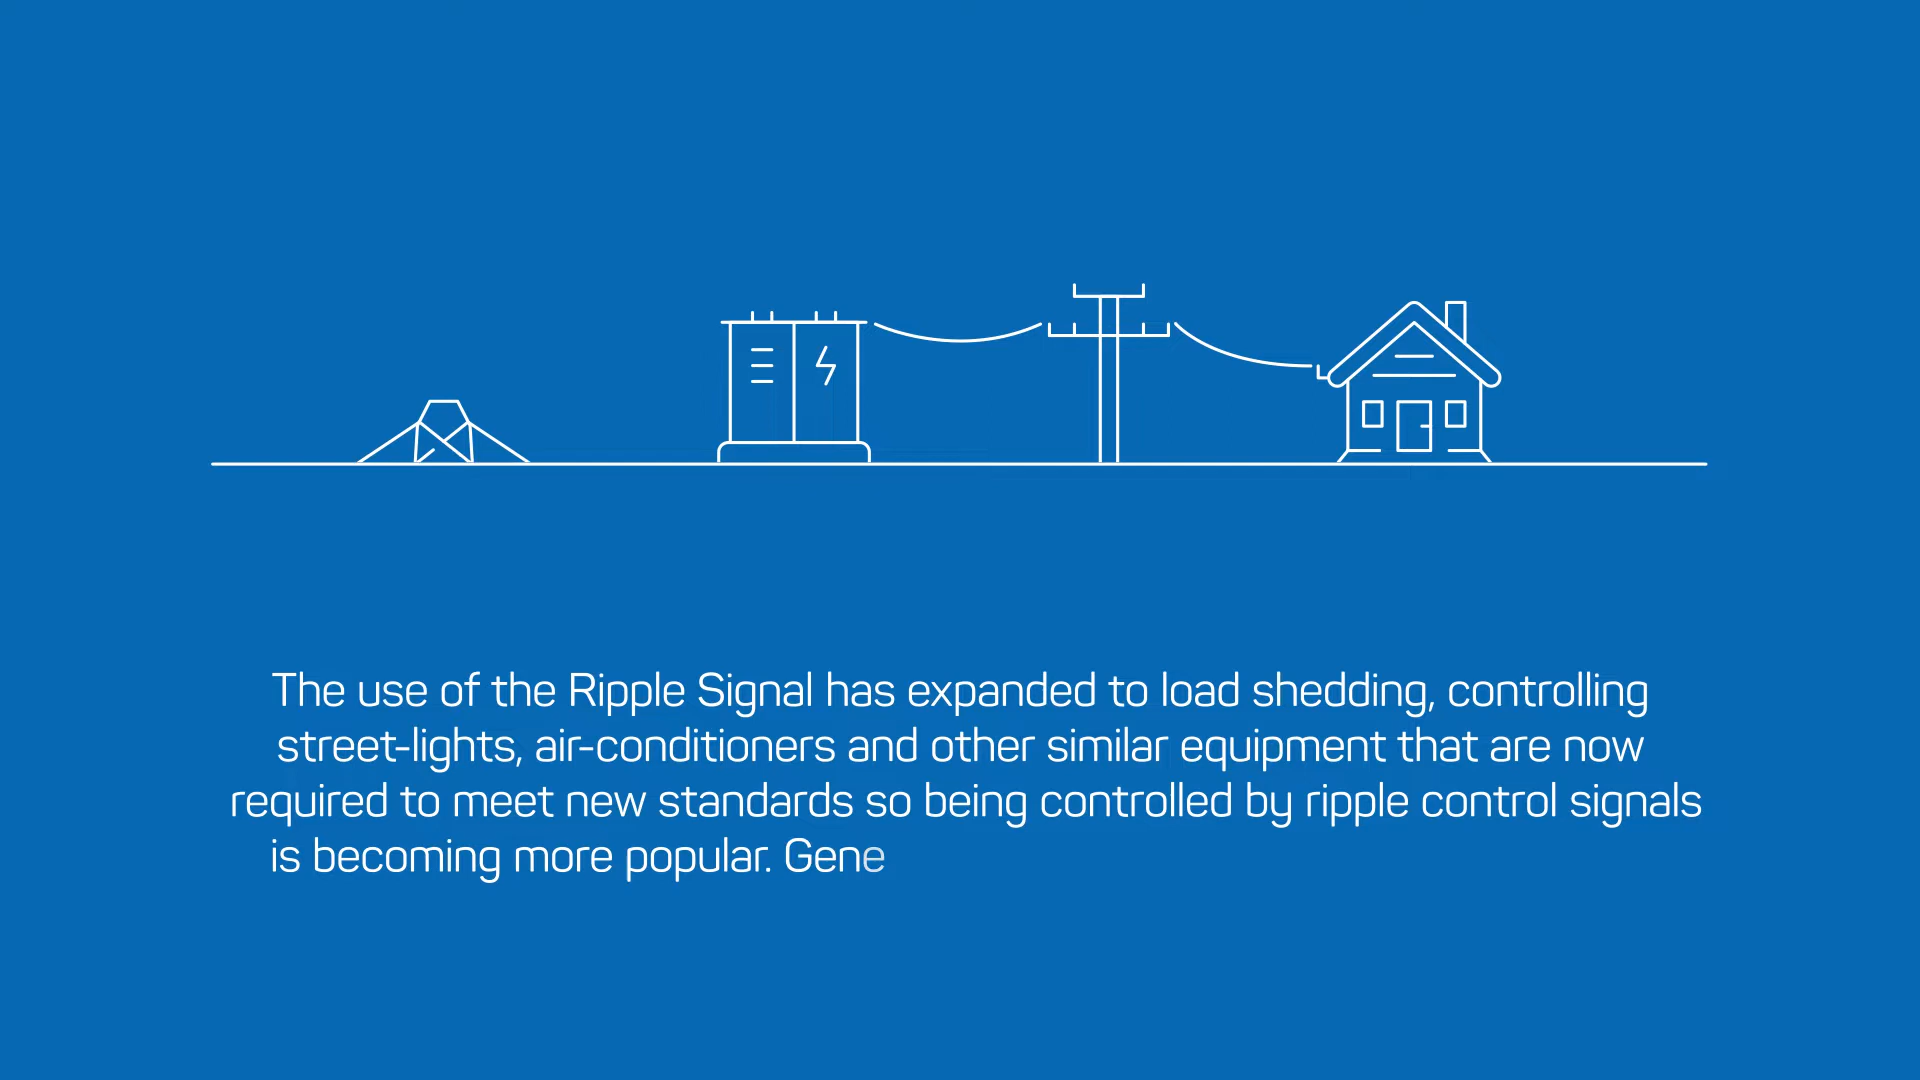 The use of the Ripple Signal has expanded to load shedding, controlling
street-lights, air-conditioners and other similar equipment that are now
required to meet new standards so being controlled by ripple control signals
is becoming more popular. Gene